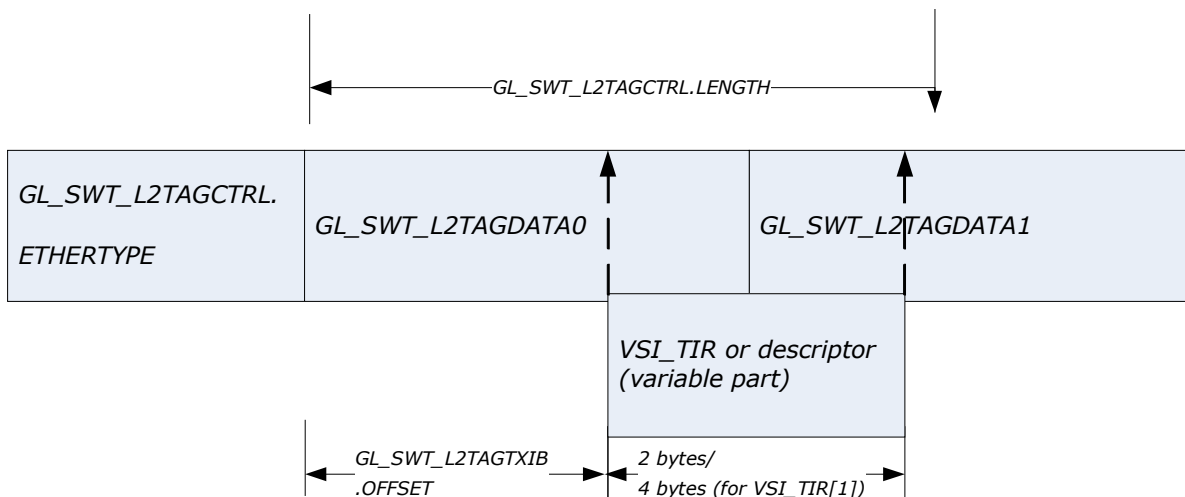 GL_SWT_L2TAGCTRL.LENGTH
GL_SWT_L2TAGCTRL.
ETHERTYPE
GL_SWT_L2TAGDATA0
GL_SWT_L2TAGDATA1
VSI_TIR or descriptor
(variable part)
GL_SWT_L2TAGTXIB
.OFFSET
2 bytes/
4 bytes (for VSI_TIR[1])